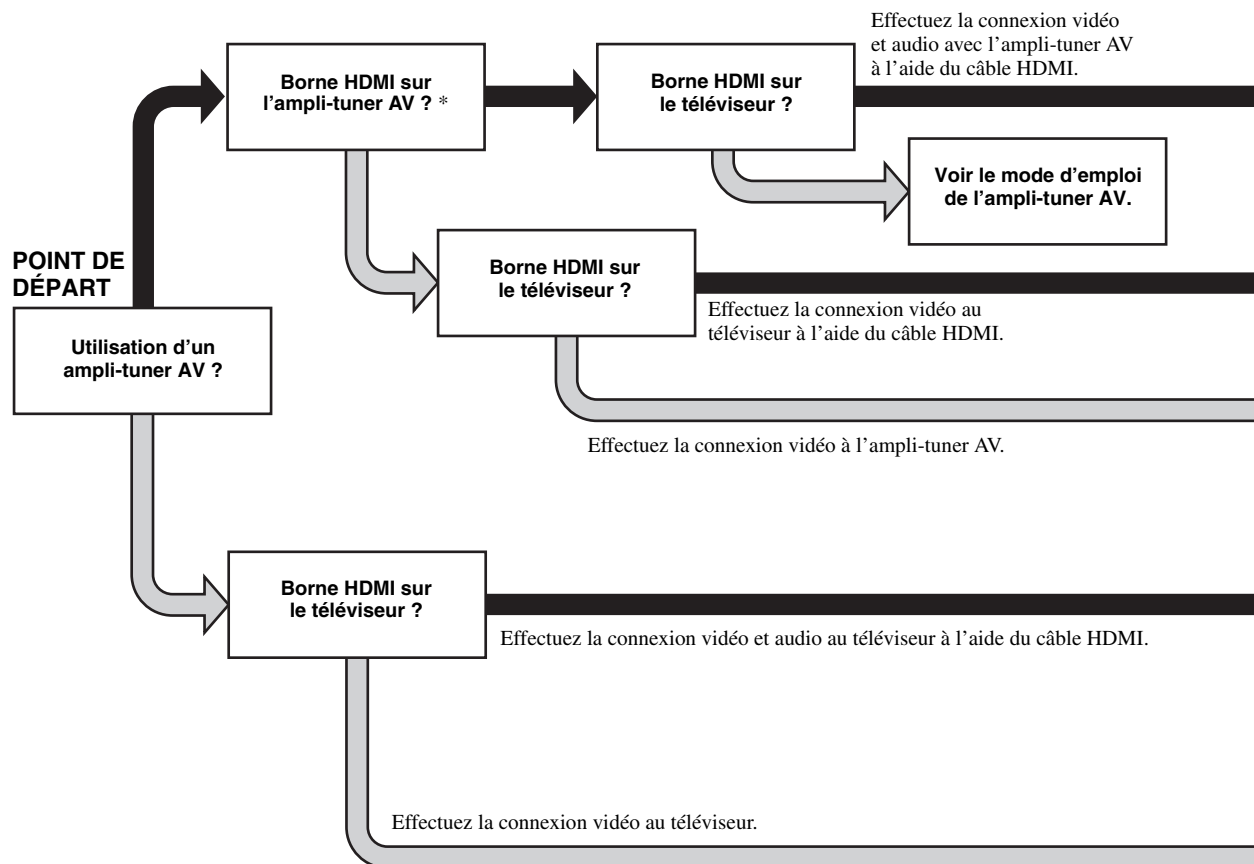 Effectuez la connexion vidéo
et audio avec l’ampli-tuner AV
à l’aide du câble HDMI.
Borne HDMI sur
l’ampli-tuner AV ? *
Borne HDMI sur
le téléviseur ?
Voir le mode d’emploi
de l’ampli-tuner AV.
POINT DE
DÉPART
Borne HDMI sur
le téléviseur ?
Effectuez la connexion vidéo au
téléviseur à l’aide du câble HDMI.
Utilisation d’un
ampli-tuner AV ?
Effectuez la connexion vidéo à l’ampli-tuner AV.
Borne HDMI sur
le téléviseur ?
Effectuez la connexion vidéo et audio au téléviseur à l’aide du câble HDMI.
Effectuez la connexion vidéo au téléviseur.